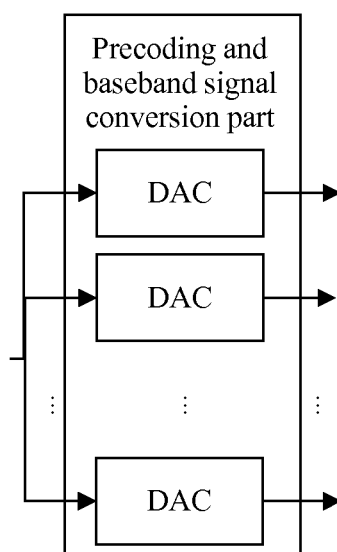 Precoding and
baseband signal
conversion part
DAC
DAC
DAC